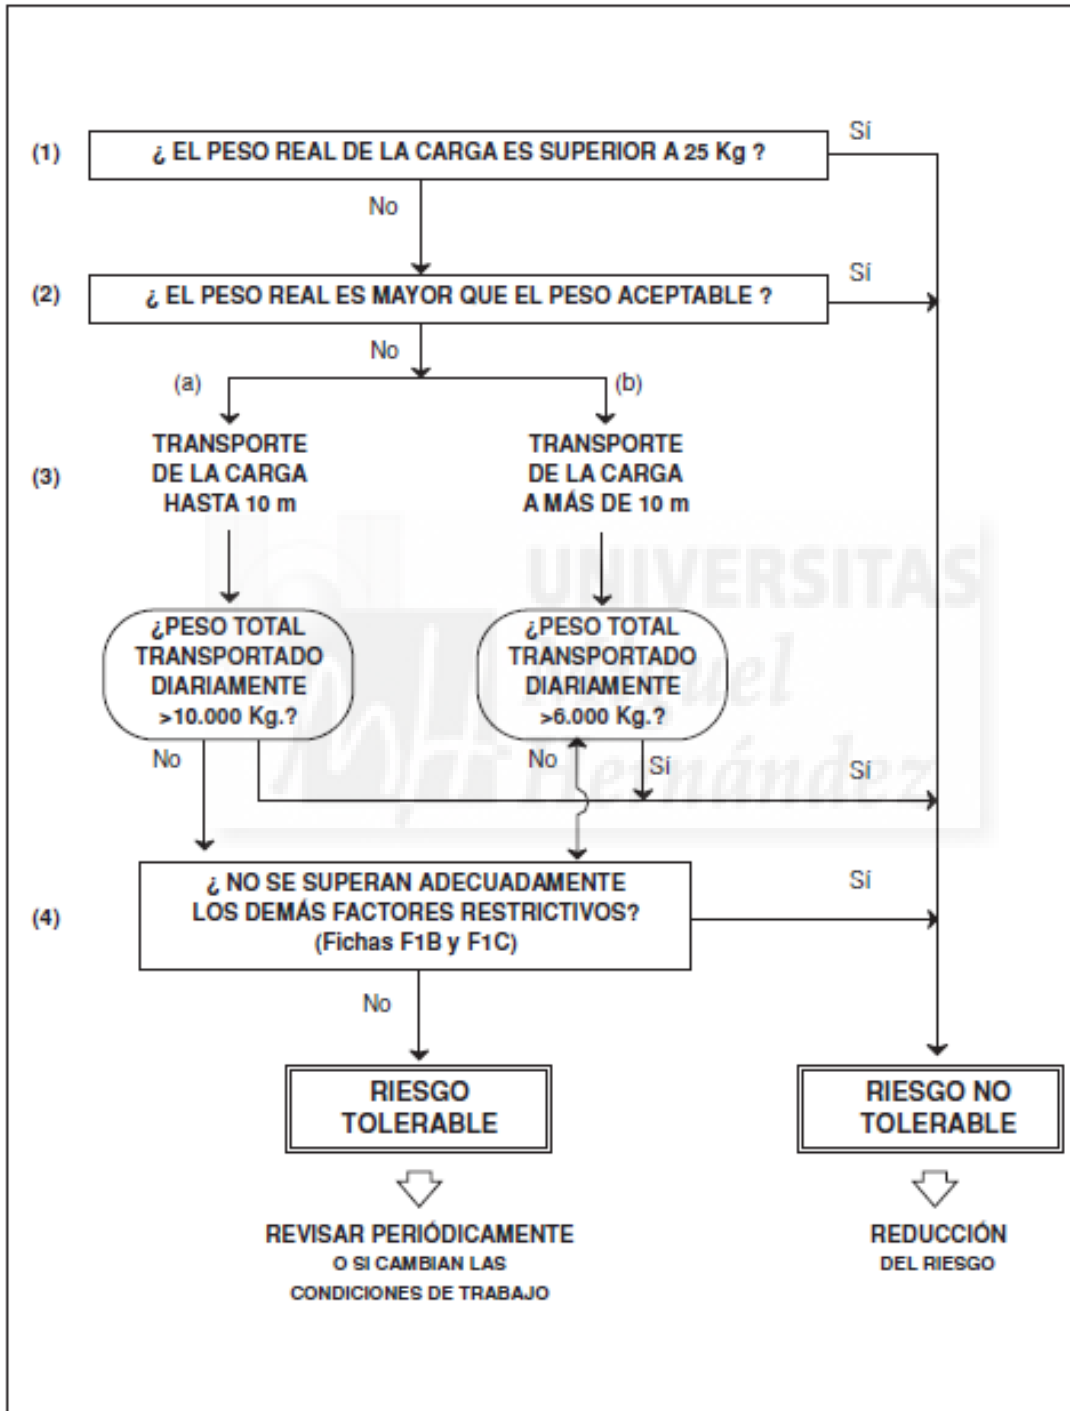 (1)
¿ EL PESO REAL DE LA CARGA ES SUPERIOR A 25 Kg ?
Sí
No
(2)
¿ EL PESO REAL ES MAYOR QUE EL PESO ACEPTABLE ?
Sí
No
(a)
(b)
(3)
TRANSPORTE
DE LA CARGA
HASTA 10 m
TRANSPORTE
DE LA CARGA
A MÁS DE 10 m
UNIVERSITAS
Miguel
Hernández
¿PESO TOTAL
TRANSPORTADO
DIARIAMENTE
>10.000 Kg.?
¿PESO TOTAL
TRANSPORTADO
DIARIAMENTE
>6.000 Kg.?
No
No
Sí
Sí
(4)
¿ NO SE SUPERAN ADECUADAMENTE
LOS DEMÁS FACTORES RESTRICTIVOS?
(Fichas F1B y F1C)
Sí
No
RIESGO
TOLERABLE
RIESGO NO
TOLERABLE
REVISAR PERIÓDICAMENTE
O SI CAMBIAN LAS
CONDICIONES DE TRABAJO
REDUCCIÓN
DEL RIESGO